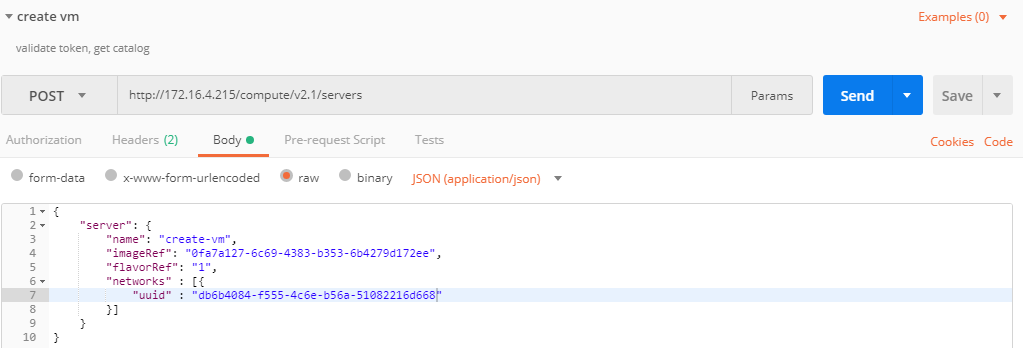 create vm Examples (0)
validate token, get catalog
POST http://172.16.4.215/compute/v2.1/servers Params Send Save
Authorization Headers (2) Body Pre-request Script Tests Cookies Code
form-data x-www-form-urlencoded raw binary JSON (application/json)
1 {
2 "server": {
3 "name": "create-vm",
4 "imageRef": "0fa7a127-6c69-4383-b353-6b4279d172ee",
5 "flavorRef": "1",
6 "networks" : [{
7 "uuid" : "db6b4084-f555-4c6e-b56a-51082216d668"
8 }]
9 }
10 }